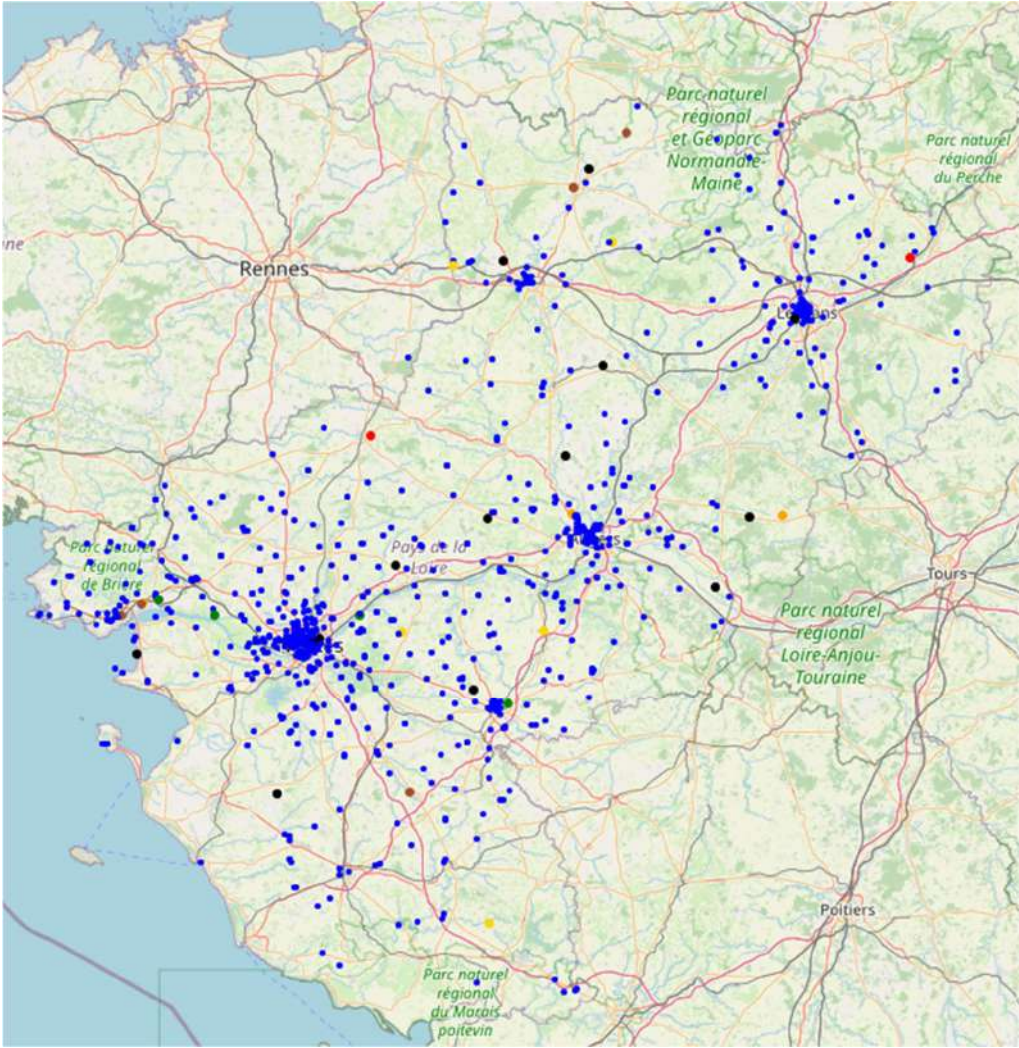 Parc naturel
régional
et Géoparc
Normandie-
Maine
Parc naturel
régional
du Perche
Rennes
Pays de la
Loire
Parc naturel
régional
de Brière
Tours
Parc naturel
régional
Loire-Anjou-
Touraine
Poitiers
Parc naturel
régional
du Marais
poitevin